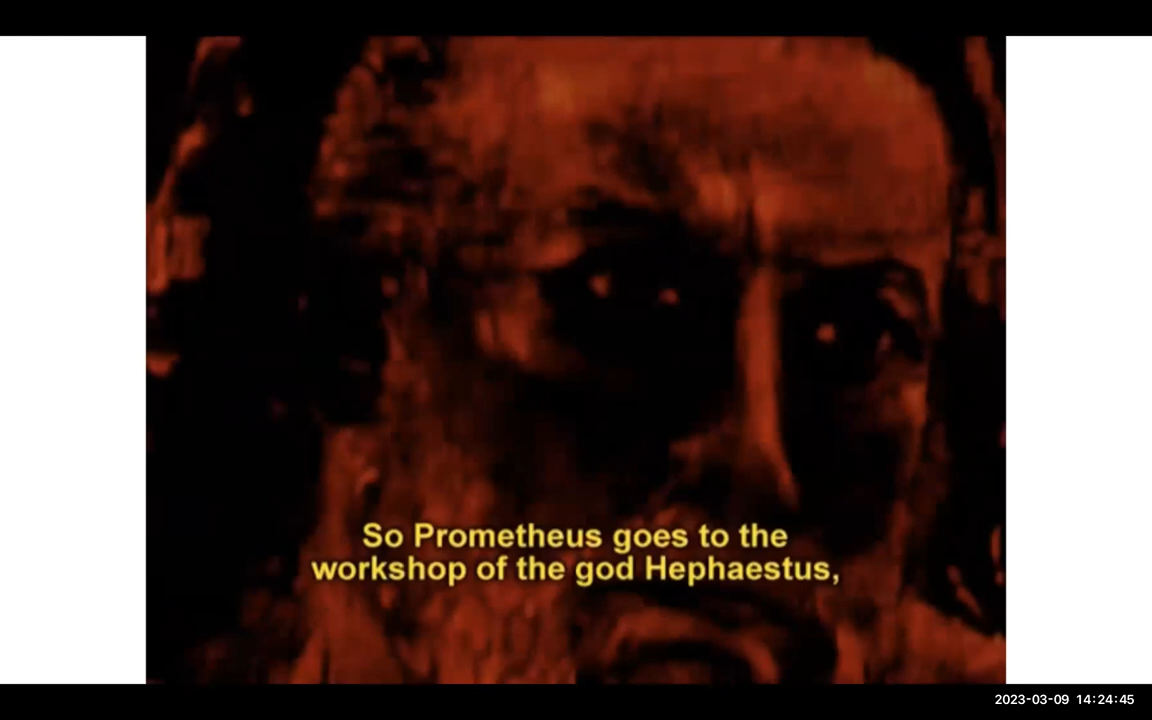 So Prometheus goes to the
workshop of the god Hephaestus,
2023-03-09 14:24:45